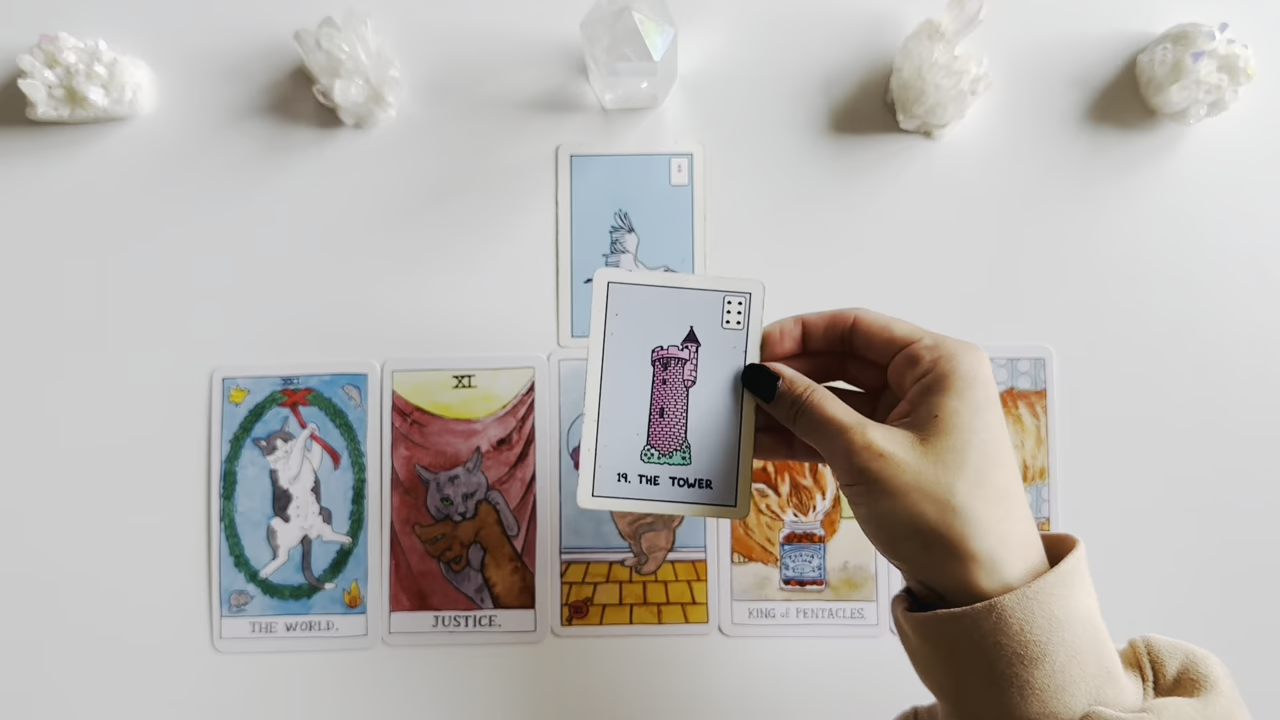 XXI
XI
19. THE TOWER
THE WORLD.
JUSTICE.
KING of PENTACLES.